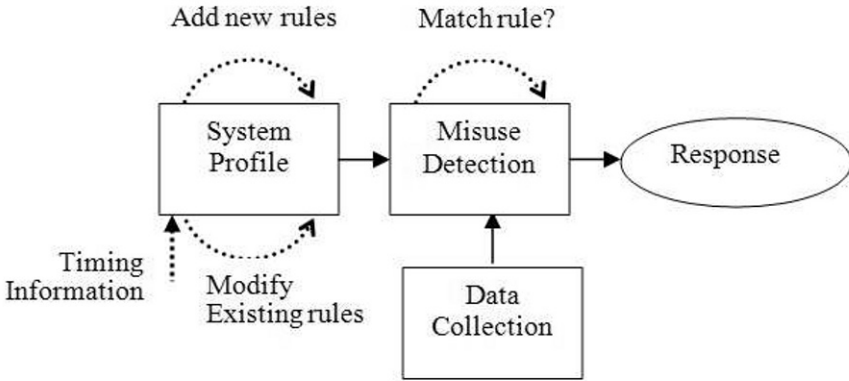 Add new rules
Match rule?
System
Profile
Misuse
Detection
Response
Timing
Information
Modify
Existing rules
Data
Collection